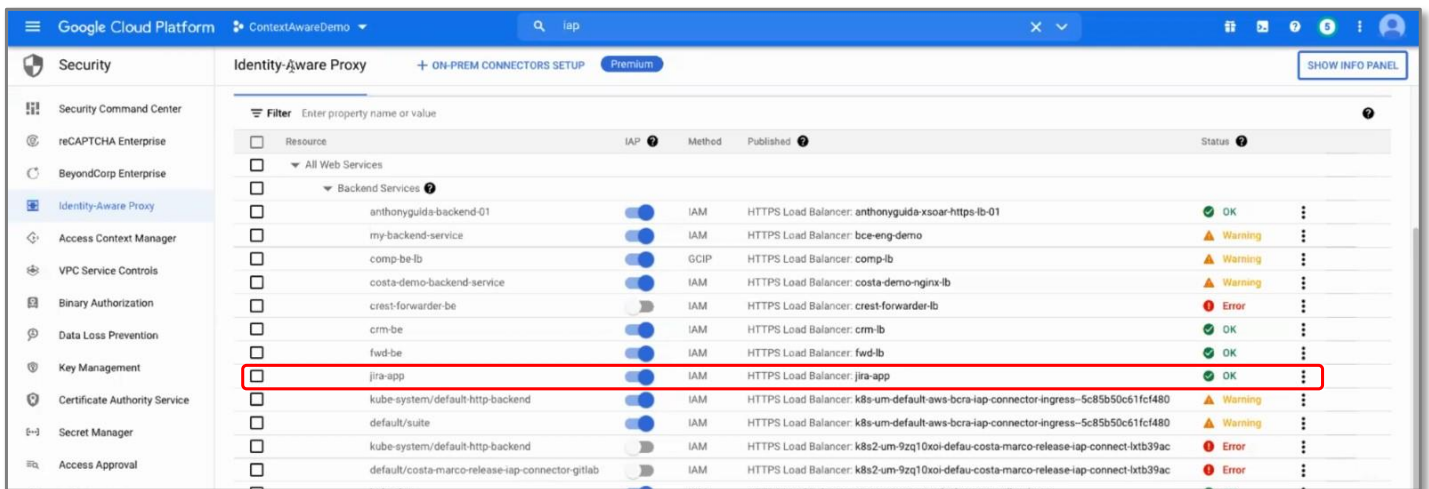 Google Cloud Platform ContextAwareDemo iap 5
Security Identity-Aware Proxy + ON-PREM CONNECTORS SETUP Premium SHOW INFO PANEL
Security Command Center
reCAPTCHA Enterprise
BeyondCorp Enterprise
Identity-Aware Proxy
Access Context Manager
VPC Service Controls
Binary Authorization
Data Loss Prevention
Key Management
Certificate Authority Service
Secret Manager
Access Approval
Filter Enter property name or value ?
Resource IAP ? Method Published ? Status ?
All Web Services
Backend Services ?
anthonyguida-backend-01 IAM HTTPS Load Balancer: anthonyguida-xsoar-https-lb-01 OK
my-backend-service IAM HTTPS Load Balancer: bce-eng-demo Warning
comp-be-lb GCIP HTTPS Load Balancer: comp-lb Warning
costa-demo-backend-service IAM HTTPS Load Balancer: costa-demo-nginx-lb Warning
crest-forwarder-be IAM HTTPS Load Balancer: crest-forwarder-lb Error
crm-be IAM HTTPS Load Balancer: crm-lb OK
fwd-be IAM HTTPS Load Balancer: fwd-lb OK
jira-app IAM HTTPS Load Balancer: jira-app OK
kube-system/default-http-backend IAM HTTPS Load Balancer: k8s-um-default-aws-bcra-iap-connector-ingress--5c85b50c61fcf480 Warning
default/suite IAM HTTPS Load Balancer: k8s-um-default-aws-bcra-iap-connector-ingress--5c85b50c61fcf480 Warning
kube-system/default-http-backend IAM HTTPS Load Balancer: k8s2-um-9zq10xoi-defau-costa-marco-release-iap-connect-lxtb39ac Error
default/costa-marco-release-iap-connector-gitlab IAM HTTPS Load Balancer: k8s2-um-9zq10xoi-defau-costa-marco-release-iap-connect-lxtb39ac Error